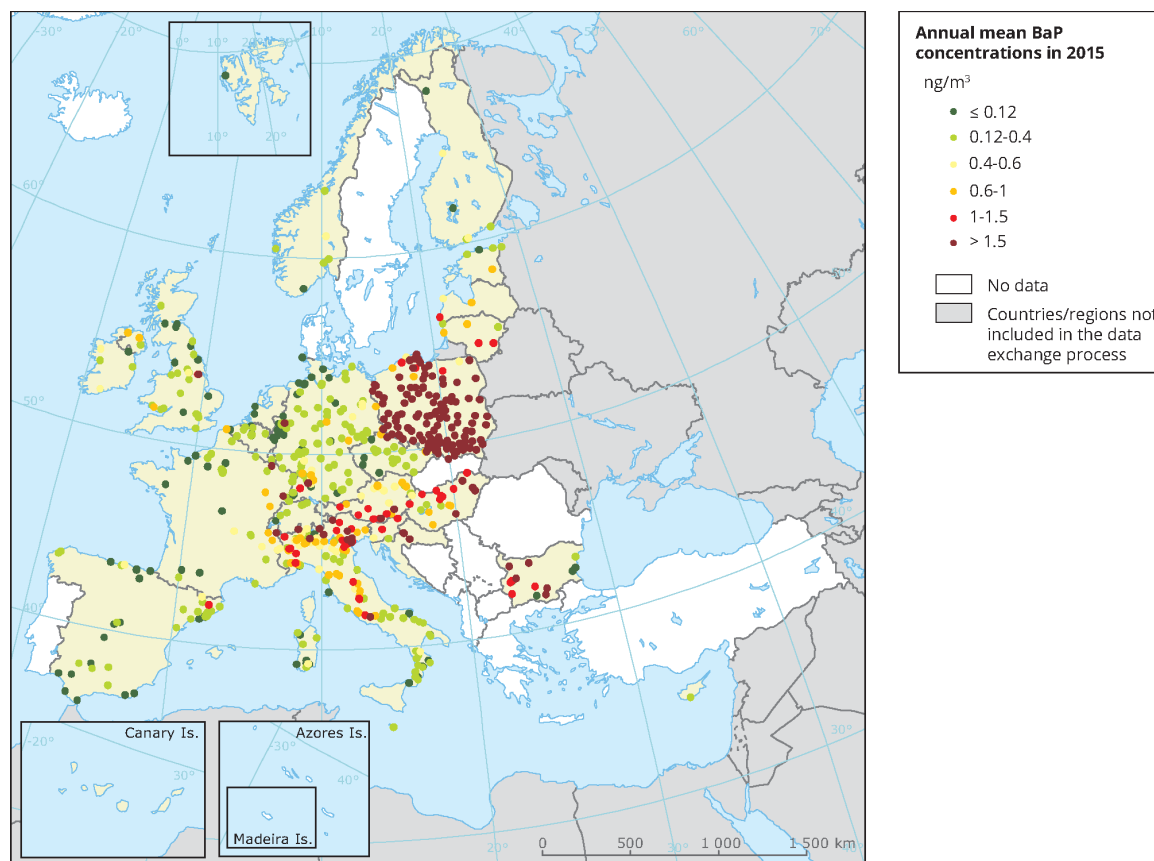 -30°
-20°
0°
10°
20°
30°
60°
70°
10°
20°
60°
50°
40°
50°
40°
Canary Is.
-20°
30°
Azores Is.
-30°
40°
Madeira Is.
30°
0
500
1 000
1 500 km
10°
20°
30°
Annual mean BaP
concentrations in 2015
ng/m³
≤ 0.12
0.12-0.4
0.4-0.6
0.6-1
1-1.5
> 1.5
No data
Countries/regions not
included in the data
exchange process